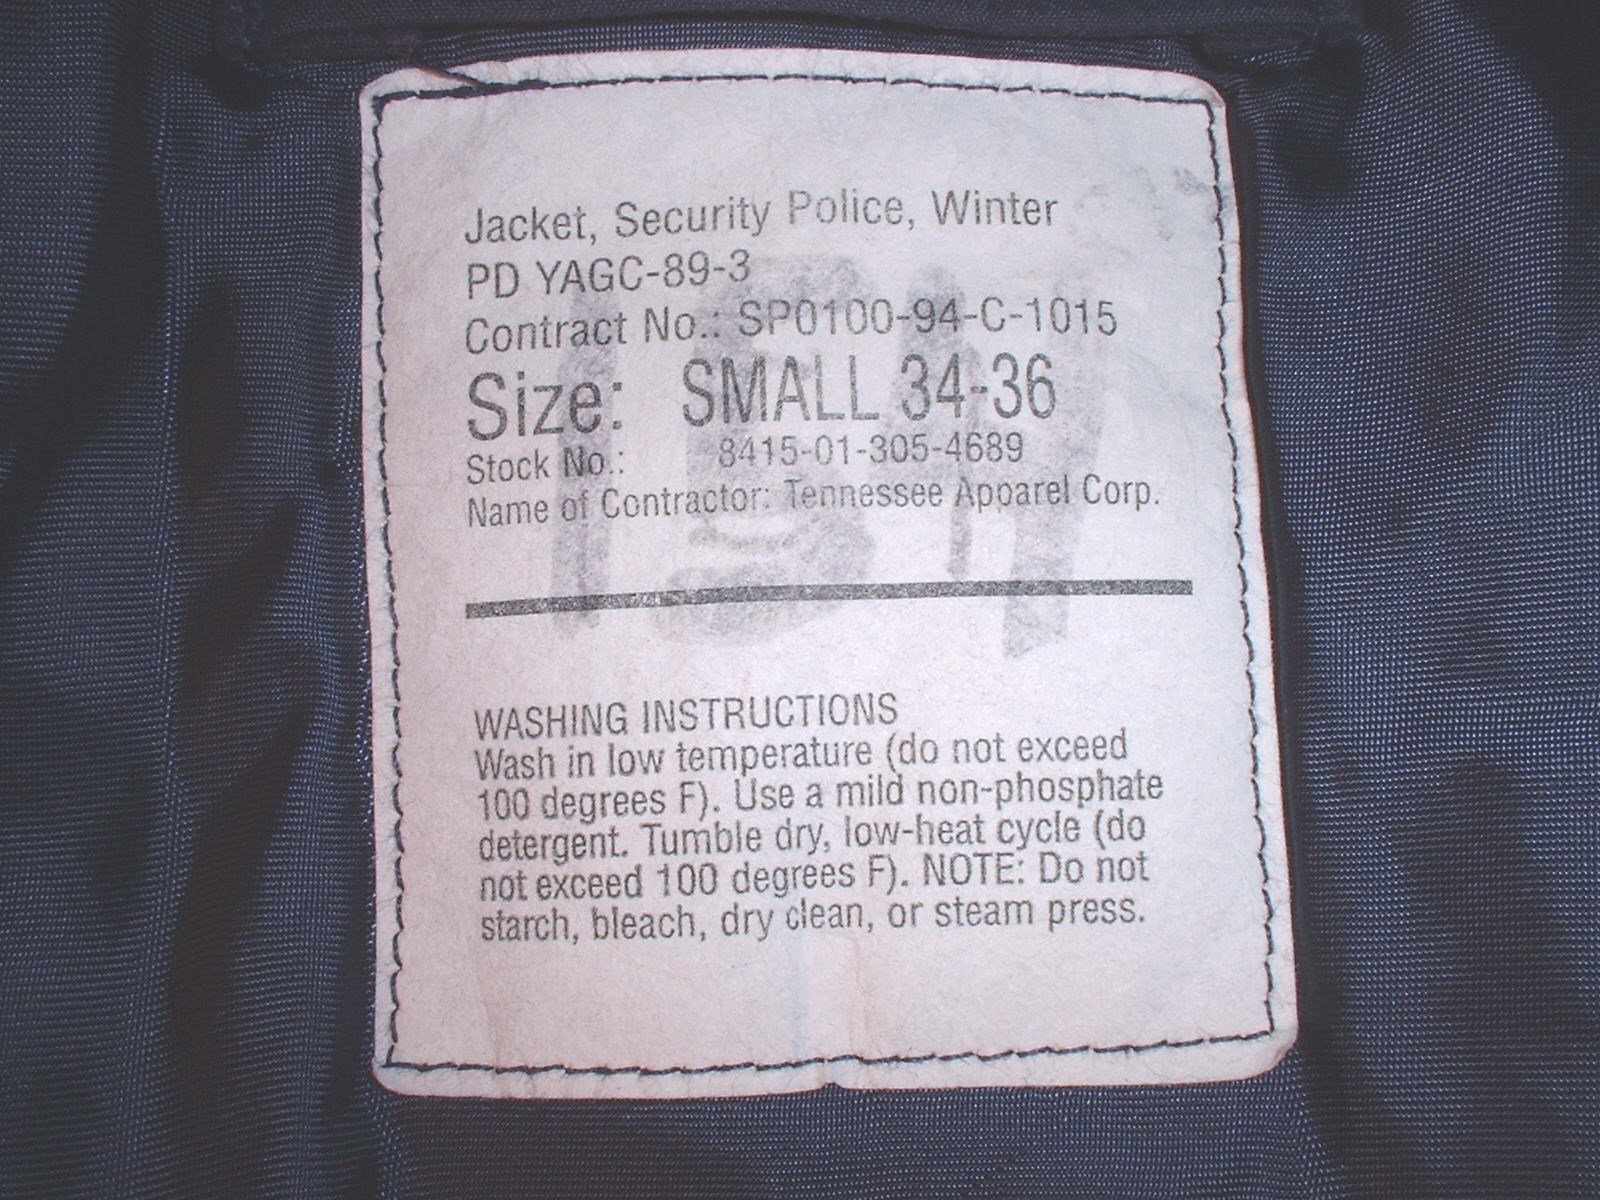 Jacket, Security Police, Winter
PD YAGC-89-3
Contract No.: SP0100-94-C-1015
Size: SMALL 34-36
Stock No.: 8415-01-305-4689
Name of Contractor: Tennessee Apparel Corp.
WASHING INSTRUCTIONS
Wash in low temperature (do not exceed
100 degrees F). Use a mild non-phosphate
detergent. Tumble dry, low-heat cycle (do
not exceed 100 degrees F). NOTE: Do not
starch, bleach, dry clean, or steam press.